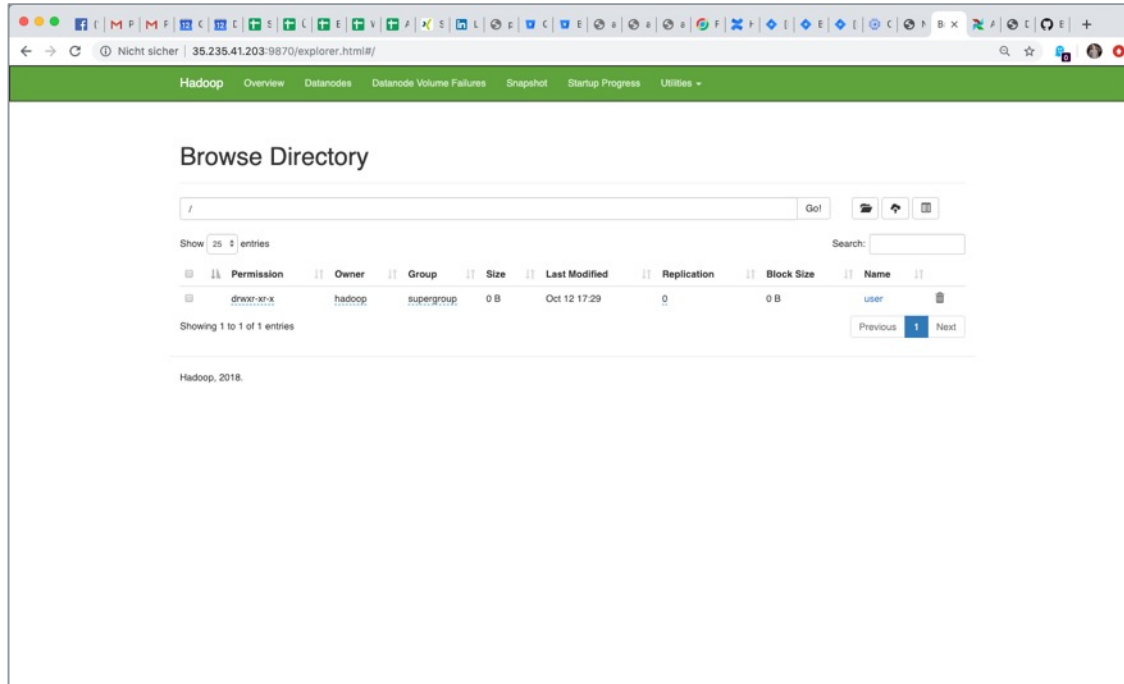 Nicht sicher | 35.235.41.203:9870/explorer.html#/
Hadoop Overview Datanodes Datanode Volume Failures Snapshot Startup Progress Utilities
Browse Directory
/ Go!
Show 25 entries Search:
Permission Owner Group Size Last Modified Replication Block Size Name
drwxr-xr-x hadoop supergroup 0 B Oct 12 17:29 0 0 B user
Showing 1 to 1 of 1 entries Previous 1 Next
Hadoop, 2018.